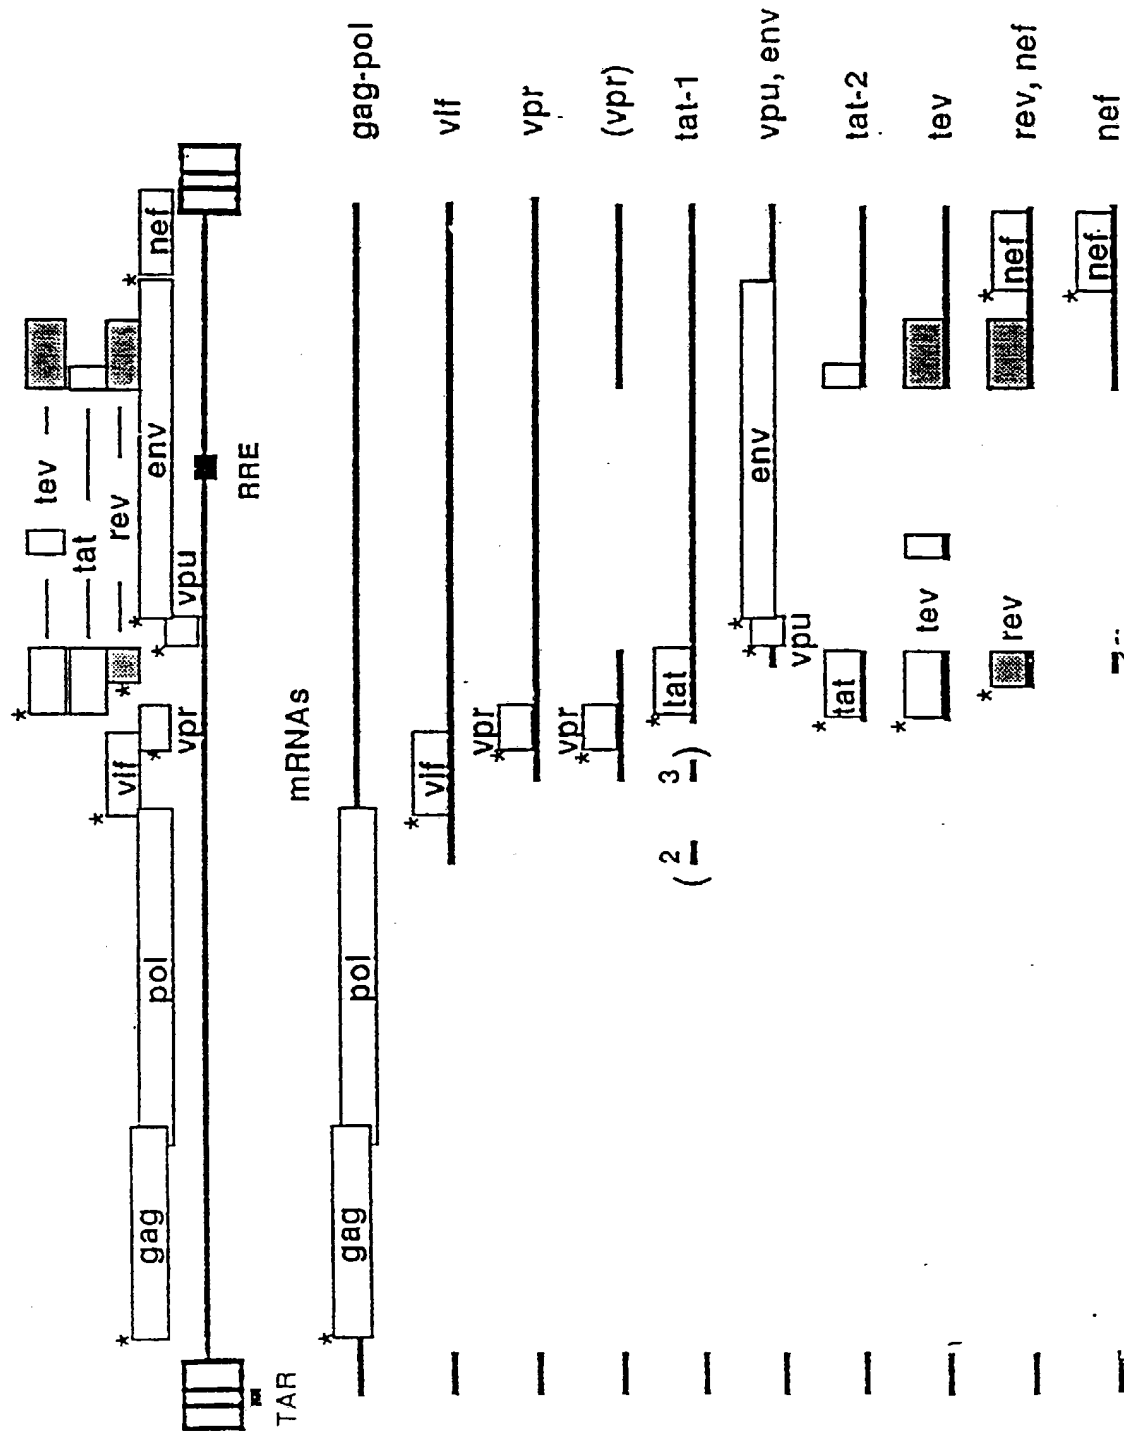 tev
tat
rev
* * vif * vpr * * * vpu env * nef
gag pol
*
TAR RRE
mRNAs
* gag pol gag-pol
* vif vif
* vpr vpr
* vpr (vpr)
( 2 3 ) * tat tat-1
* vpu * env vpu, env
* tat tat-2
* tev tev
* rev * nef rev, nef
* nef nef